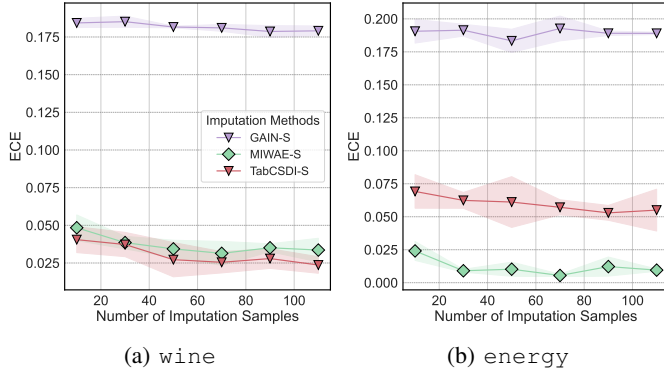 0.175
0.150
0.125
0.100
0.075
0.050
0.025
ECE
20 40 60 80 100
Number of Imputation Samples
Imputation Methods
GAIN-S
MIWAE-S
TabCSDI-S
(a) wine
0.200
0.175
0.150
0.125
0.100
0.075
0.050
0.025
0.000
ECE
20 40 60 80 100
Number of Imputation Samples
(b) energy